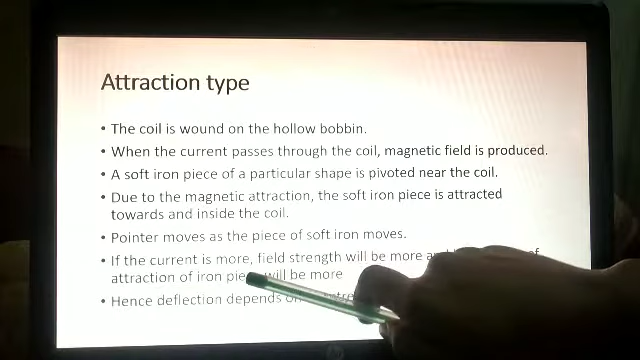 Attraction type
• The coil is wound on the hollow bobbin.
• When the current passes through the coil, magnetic field is produced.
• A soft iron piece of a particular shape is pivoted near the coil.
• Due to the magnetic attraction, the soft iron piece is attracted
towards and inside the coil.
• Pointer moves as the piece of soft iron moves.
• If the current is more, field strength will be more and of
attraction of iron will be more
• Hence deflection depends on